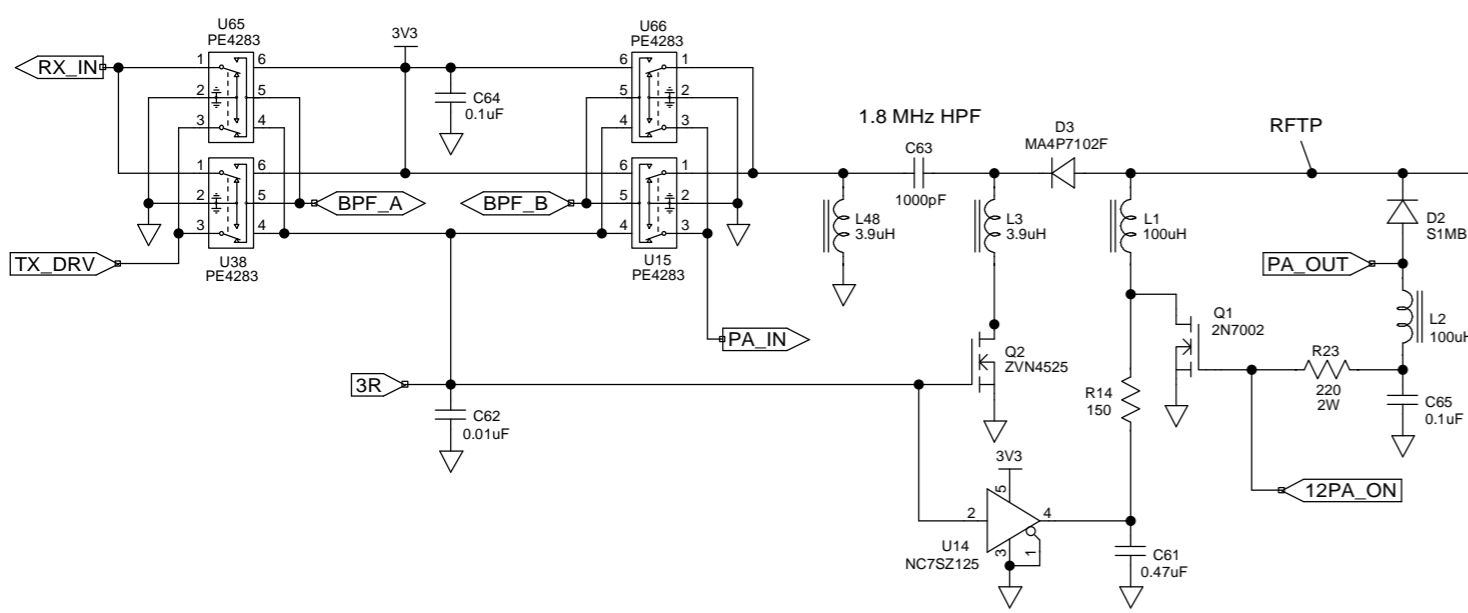 U65
PE4283
RX_IN
1
2
3
6
5
4
3V3
C64
0.1uF
U66
PE4283
6
5
4
1
2
3
1
2
3
6
5
4
U38
PE4283
BPF_A
BPF_B
6
5
4
1
2
3
U15
PE4283
TX_DRV
PA_IN
3R
C62
0.01uF
1.8 MHz HPF
C63
1000pF
L48
3.9uH
L3
3.9uH
D3
MA4P7102F
L1
100uH
RFTP
D2
S1MB
PA_OUT
L2
100uH
Q1
2N7002
Q2
ZVN4525
R14
150
R23
220
2W
C65
0.1uF
12PA_ON
3V3
5
2
4
3
1
U14
NC7SZ125
C61
0.47uF